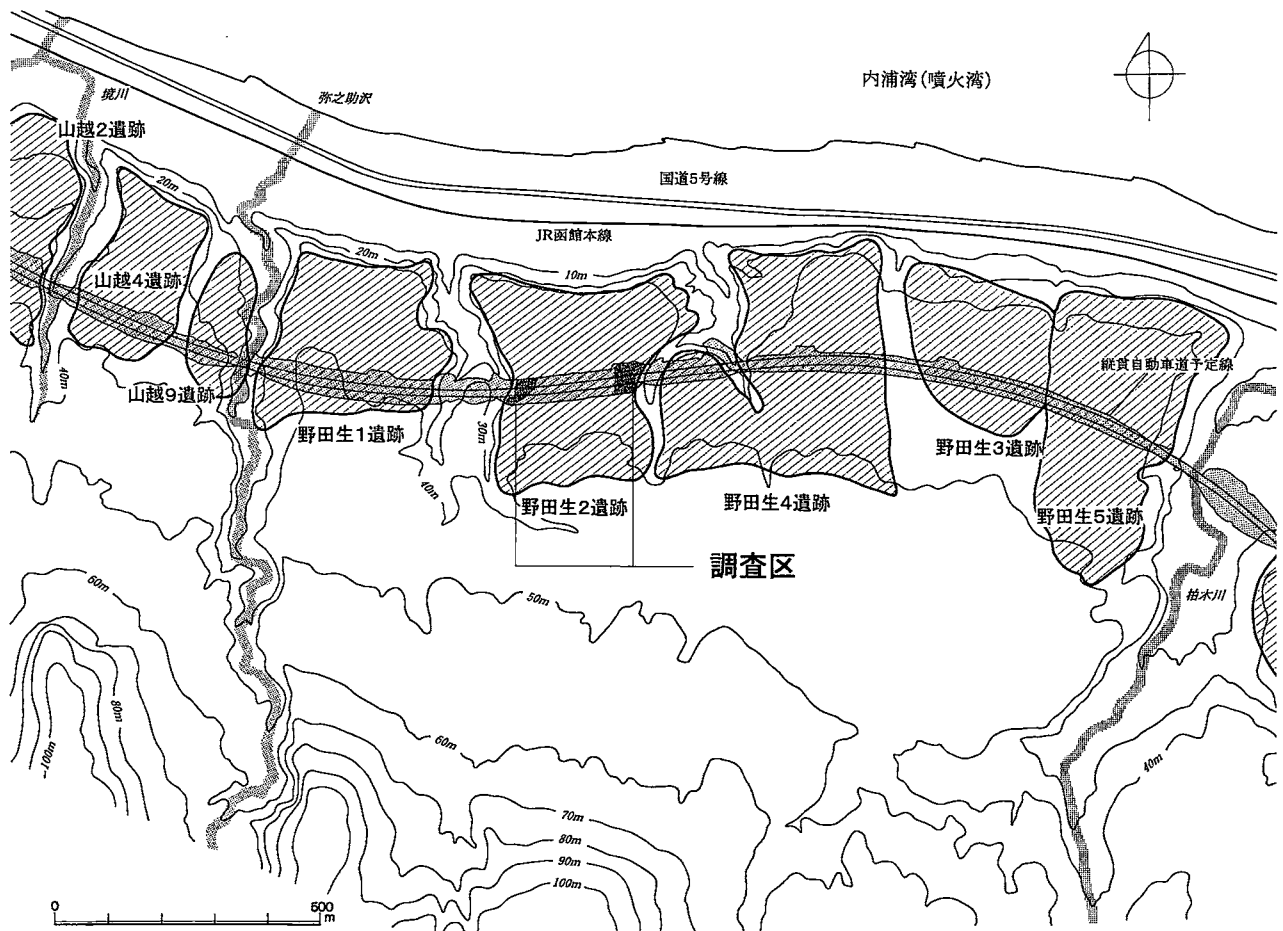 内浦湾(噴火湾)
境川
弥之助沢
山越2遺跡
国道5号線
20m
JR函館本線
20m
10m
山越4遺跡
縦貫自動車道予定線
40m
山越9遺跡
野田生1遺跡
30m
野田生3遺跡
40m
野田生2遺跡
野田生4遺跡
野田生5遺跡
調査区
60m
50m
柏木川
80m
100m
60m
40m
70m
80m
90m
100m
0
500
m